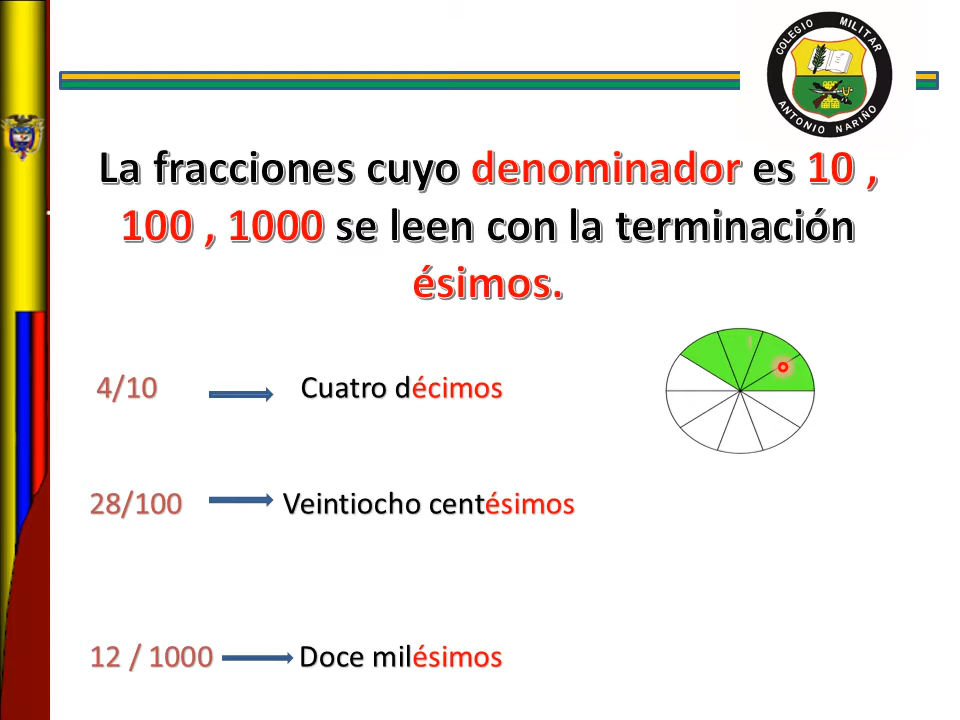 COLEGIO MILITAR
ANTONIO NARIÑO
La fracciones cuyo denominador es 10 ,
100 , 1000 se leen con la terminación
ésimos.
4/10 Cuatro décimos
28/100 Veintiocho centésimos
12 / 1000 Doce milésimos